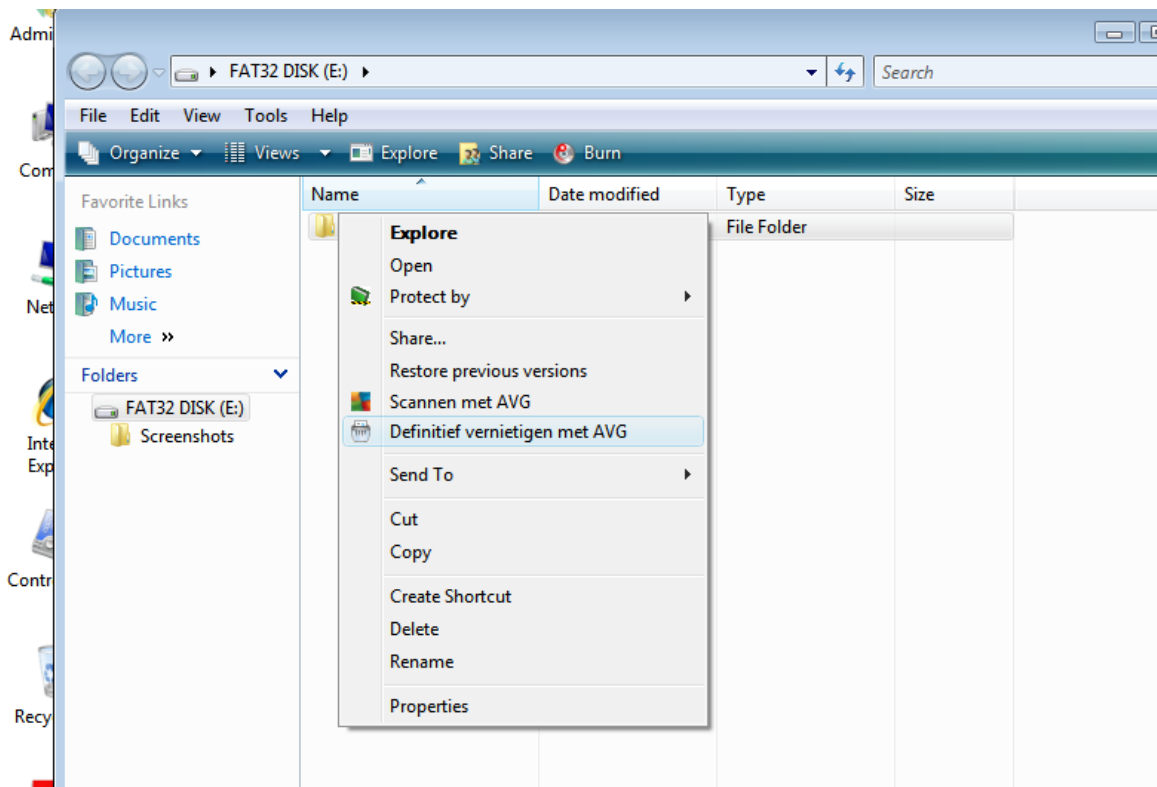 Admi
FAT32 DISK (E:)
Search
File Edit View Tools Help
Organize Views Explore Share Burn
Com
Favorite Links
Name Date modified Type Size
Documents
File Folder
Pictures
Music
More »
Net
Folders
FAT32 DISK (E:)
Screenshots
Inte
Exp
Contr
Recy
Explore
Open
Protect by
Share...
Restore previous versions
Scannen met AVG
Definitief vernietigen met AVG
Send To
Cut
Copy
Create Shortcut
Delete
Rename
Properties